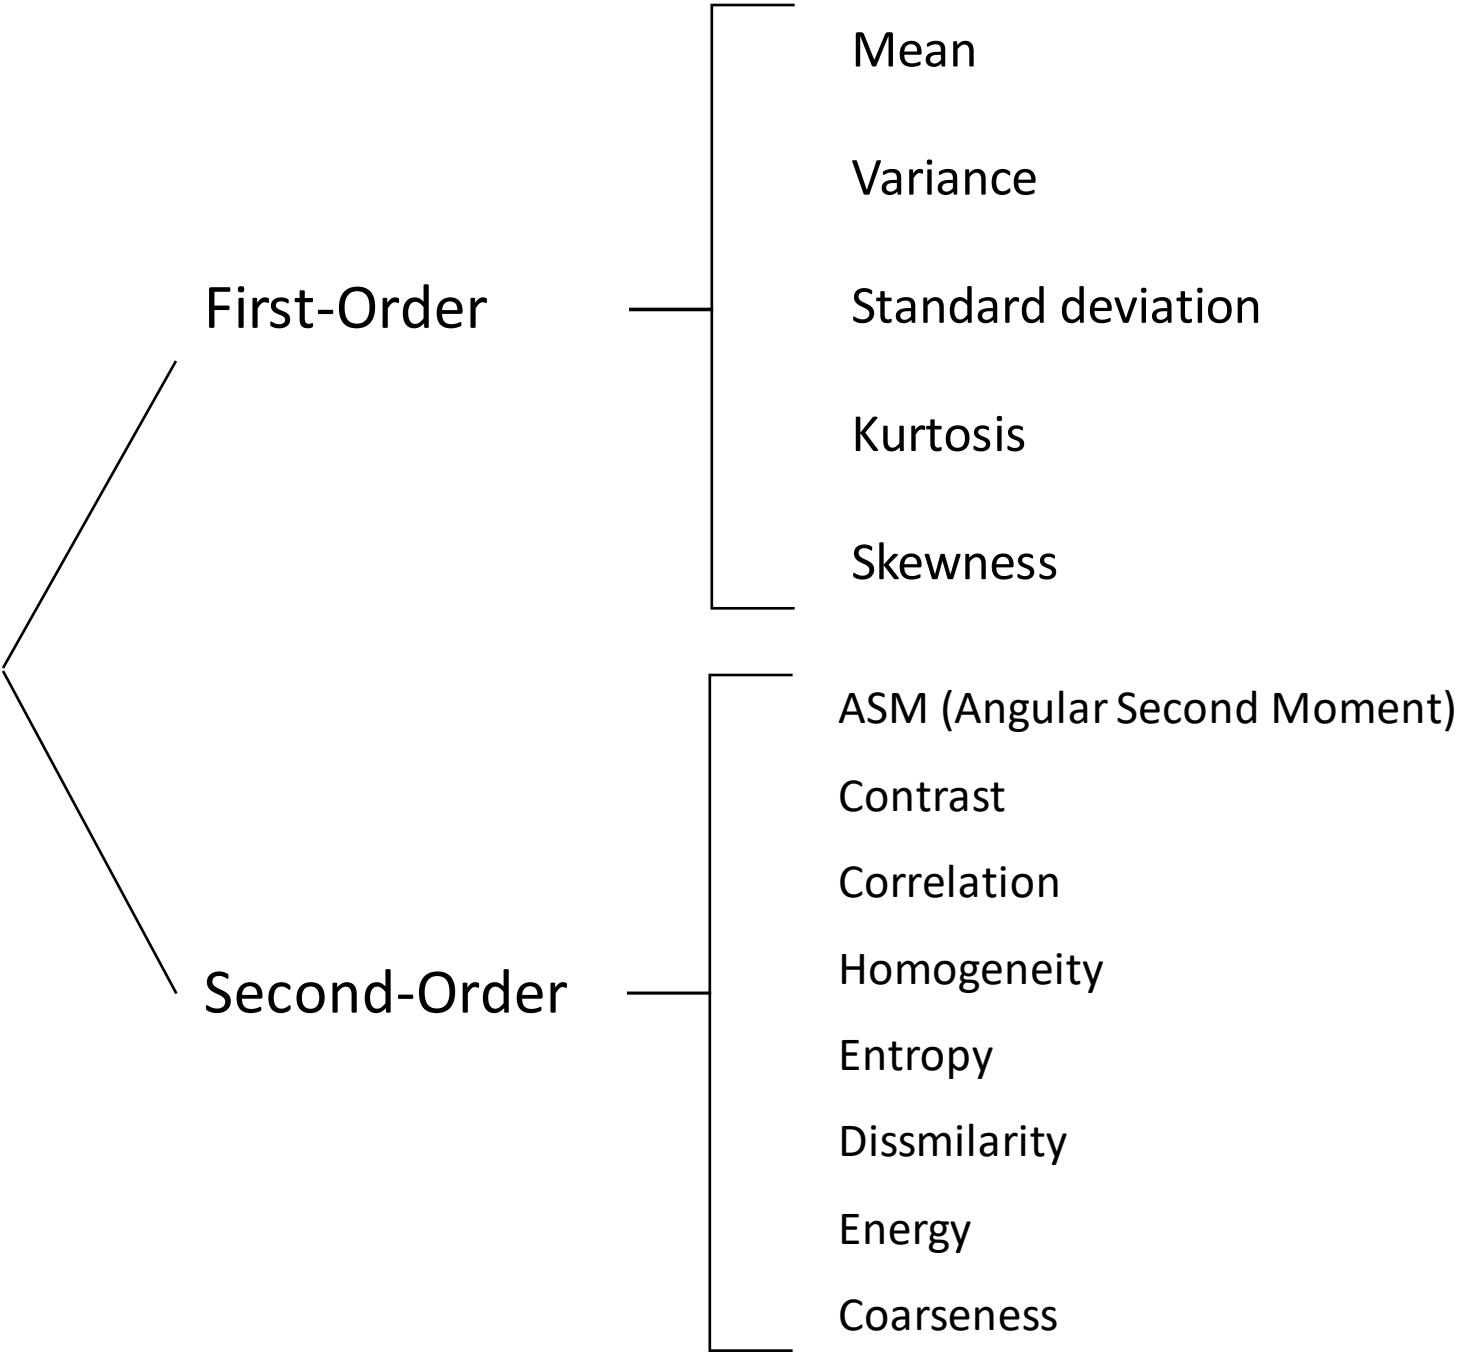 First-Order
Mean
Variance
Standard deviation
Kurtosis
Skewness
Second-Order
ASM (Angular Second Moment)
Contrast
Correlation
Homogeneity
Entropy
Dissmilarity
Energy
Coarseness